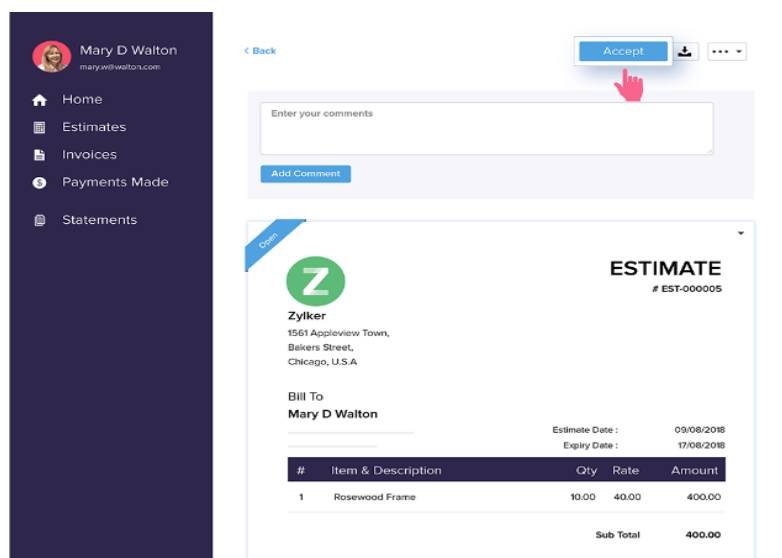 Mary D Walton
mary.w@walton.com
Home
Estimates
Invoices
Payments Made
Statements
< Back
Accept
Enter your comments
Add Comment
Open
Z
ESTIMATE
# EST-000005
Zylker
1561 Appleview Town,
Bakers Street,
Chicago, U.S.A
Bill To
Mary D Walton
Estimate Date : 09/08/2018
Expiry Date : 17/08/2018
# Item & Description Qty Rate Amount
1 Rosewood Frame 10.00 40.00 400.00
Sub Total 400.00